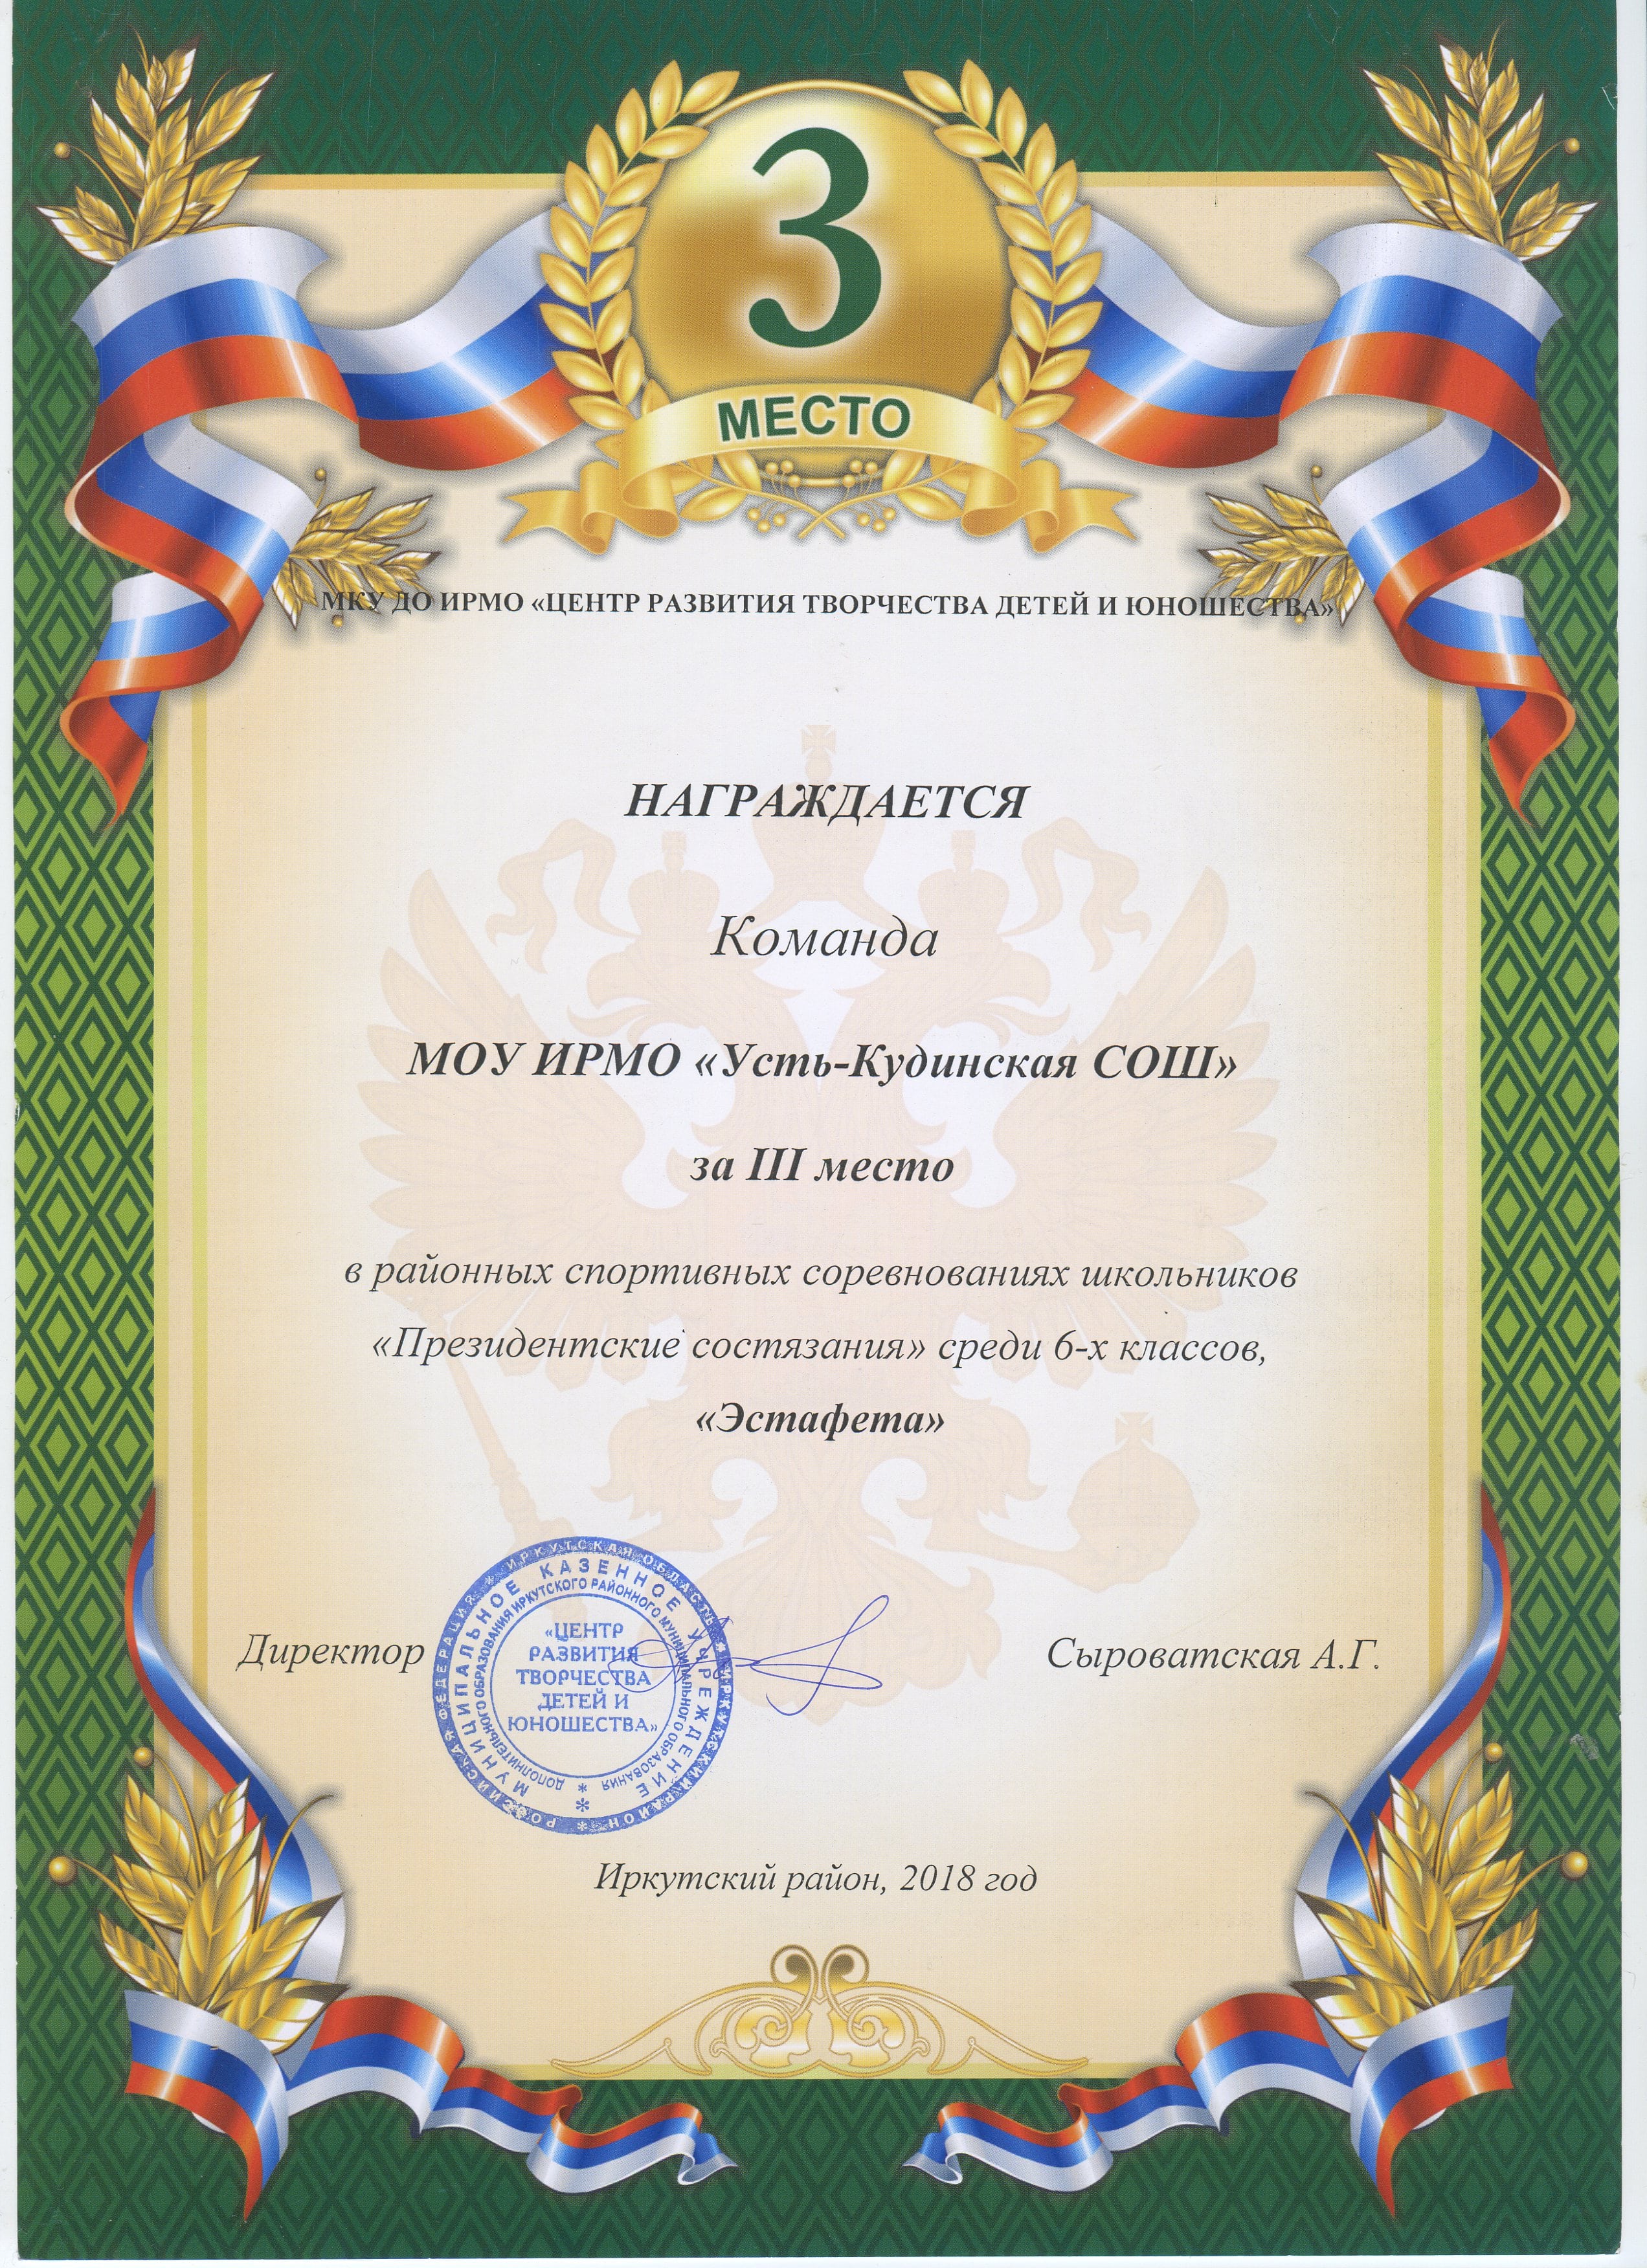 3
МЕСТО
МКУ ДО ИРМО «ЦЕНТР РАЗВИТИЯ ТВОРЧЕСТВА ДЕТЕЙ И ЮНОШЕСТВА»
НАГРАЖДАЕТСЯ
Команда
МОУ ИРМО «Усть-Кудинская СОШ»
за III место
в районных спортивных соревнованиях школьников
«Президентские состязания» среди 6-х классов,
«Эстафета»
Директор
Сыроватская А.Г.
РОССИЙСКАЯ ФЕДЕРАЦИЯ * ИРКУТСКАЯ ОБЛАСТЬ * ИРКУТСКИЙ РАЙОН *
МУНИЦИПАЛЬНОЕ КАЗЕННОЕ УЧРЕЖДЕНИЕ *
ДОПОЛНИТЕЛЬНОГО ОБРАЗОВАНИЯ ИРКУТСКОГО РАЙОННОГО МУНИЦИПАЛЬНОГО ОБРАЗОВАНИЯ *
«ЦЕНТР
РАЗВИТИЯ
ТВОРЧЕСТВА
ДЕТЕЙ И
ЮНОШЕСТВА»
Иркутский район, 2018 год